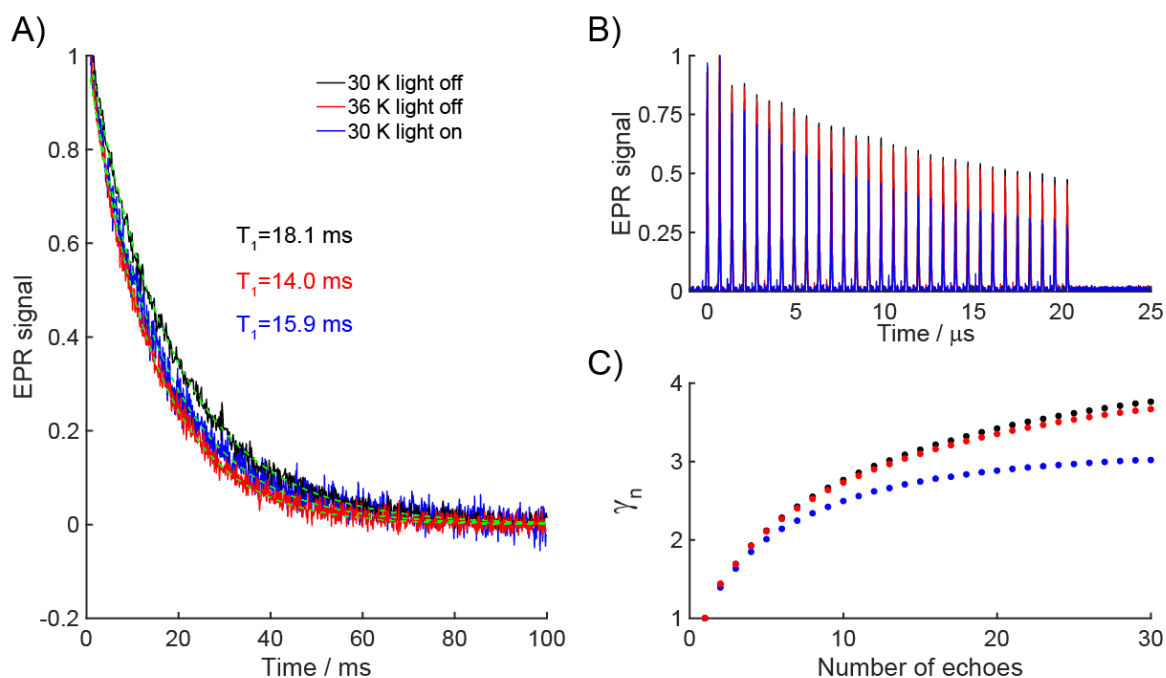 A)
1
0.8
0.6
0.4
0.2
0
-0.2
EPR signal
0
20
40
60
80
100
Time / ms
30 K light off
36 K light off
30 K light on
T1=18.1 ms
T1=14.0 ms
T1=15.9 ms
B)
1
0.75
0.5
0.25
0
EPR signal
0
5
10
15
20
25
Time / μs
C)
4
3
2
1
γn
0
10
20
30
Number of echoes